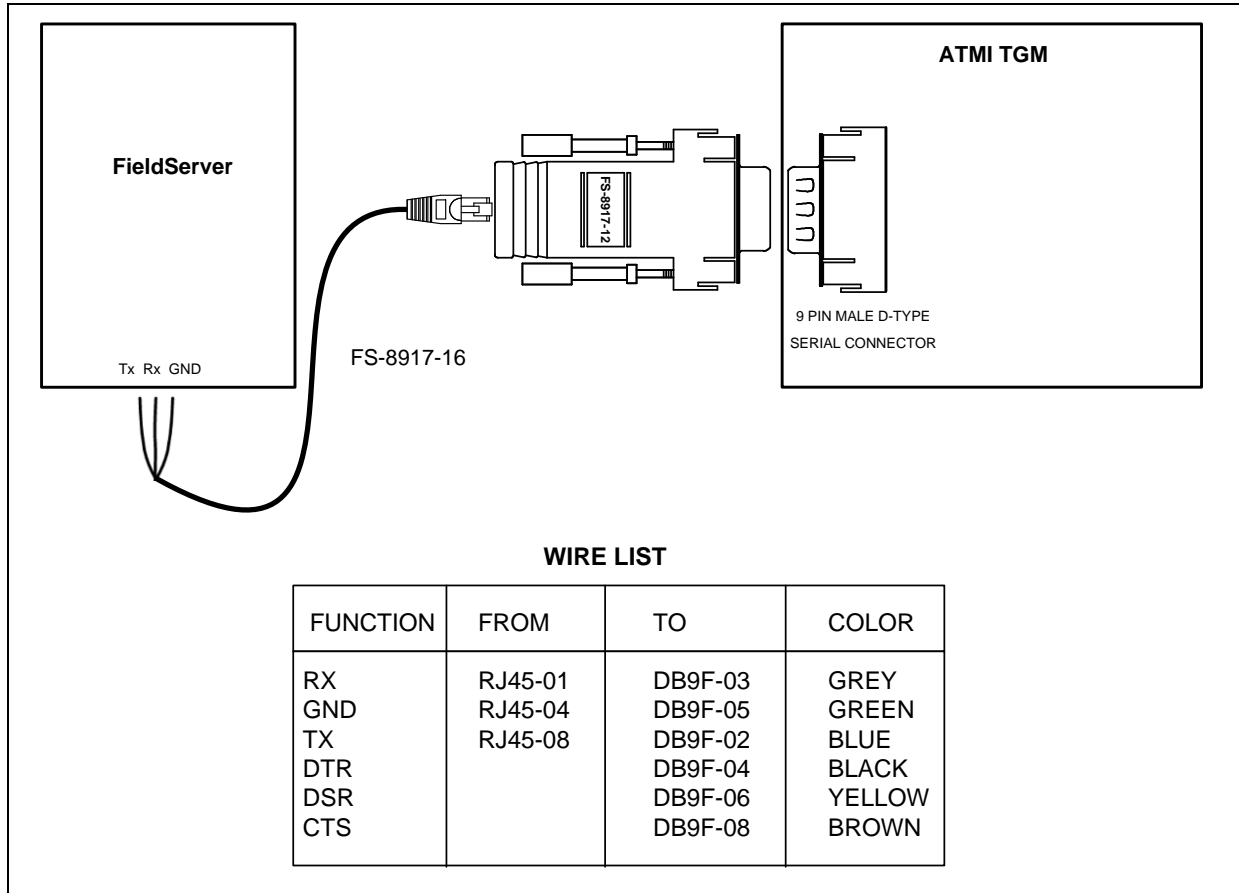 ATMI TGM
FieldServer
FS-8917-12
9 PIN MALE D-TYPE
SERIAL CONNECTOR
FS-8917-16
Tx Rx GND
WIRE LIST
FUNCTION FROM TO COLOR
RX RJ45-01 DB9F-03 GREY
GND RJ45-04 DB9F-05 GREEN
TX RJ45-08 DB9F-02 BLUE
DTR DB9F-04 BLACK
DSR DB9F-06 YELLOW
CTS DB9F-08 BROWN